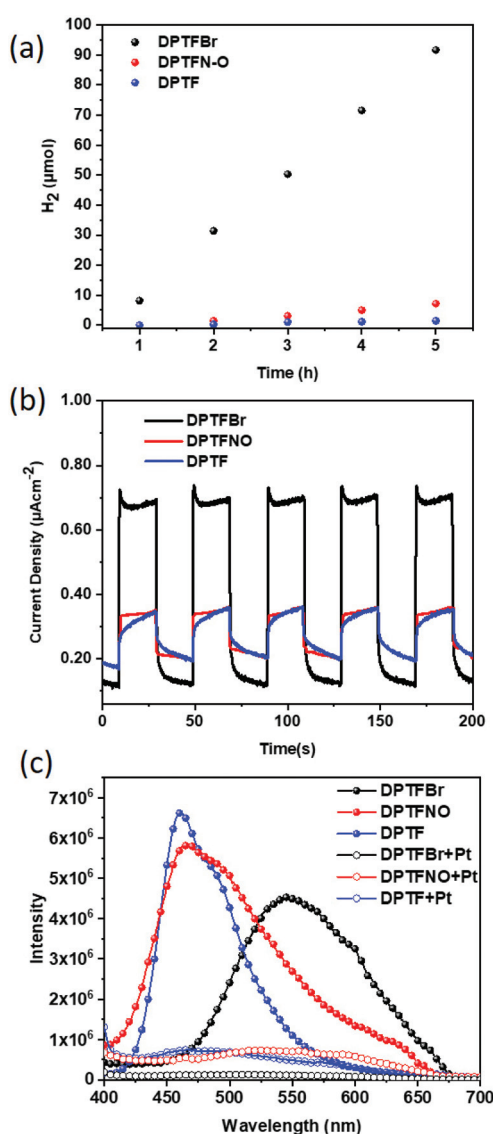 (a)
DPTFBr
DPTFN-O
DPTF
H₂ (µmol)
100
90
80
70
60
50
40
30
20
10
0
1 2 3 4 5
Time (h)
(b)
DPTFBr
DPTFNO
DPTF
Current Density (µAcm⁻²)
1.00
0.80
0.60
0.40
0.20
0 50 100 150 200
Time(s)
(c)
DPTFBr
DPTFNO
DPTF
DPTFBr+Pt
DPTFNO+Pt
DPTF+Pt
Intensity
7x10⁶
6x10⁶
5x10⁶
4x10⁶
3x10⁶
2x10⁶
1x10⁶
0
400 450 500 550 600 650 700
Wavelength (nm)